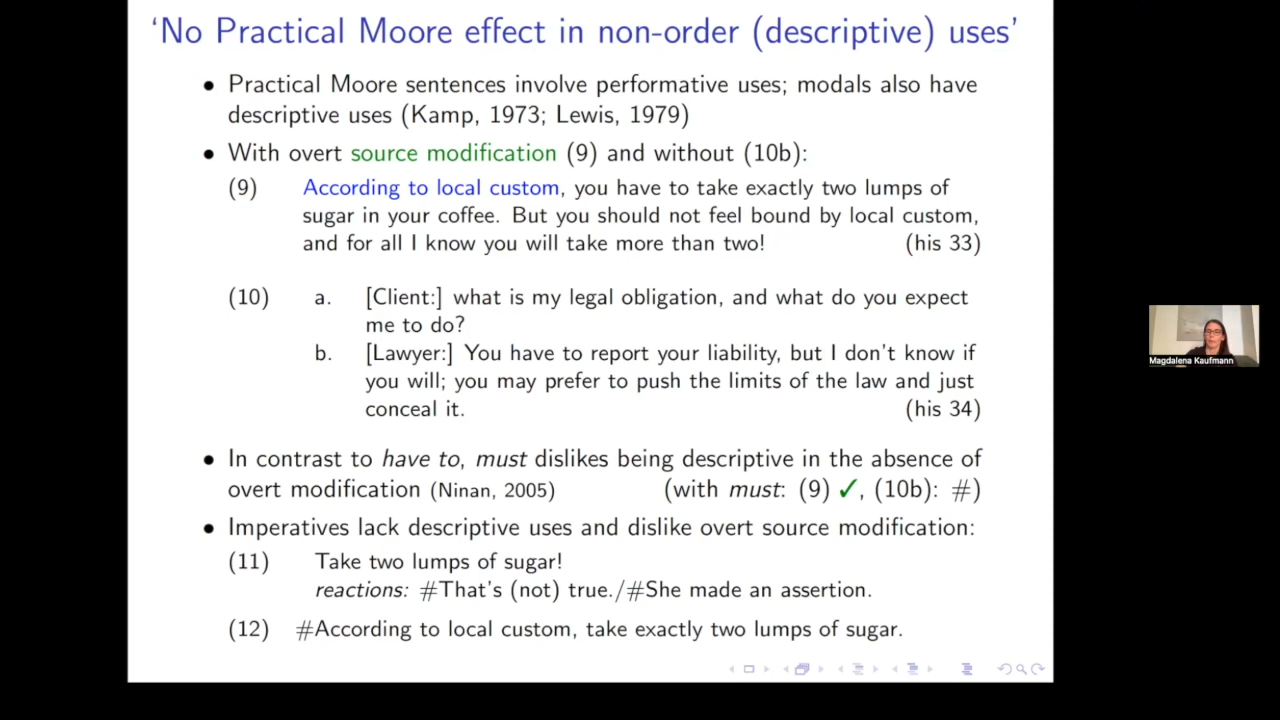 ‘No Practical Moore effect in non-order (descriptive) uses’
• Practical Moore sentences involve performative uses; modals also have
descriptive uses (Kamp, 1973; Lewis, 1979)
• With overt source modification (9) and without (10b):
(9) According to local custom, you have to take exactly two lumps of
sugar in your coffee. But you should not feel bound by local custom,
and for all I know you will take more than two! (his 33)
(10) a. [Client:] what is my legal obligation, and what do you expect
me to do?
b. [Lawyer:] You have to report your liability, but I don't know if
you will; you may prefer to push the limits of the law and just
conceal it. (his 34)
• In contrast to have to, must dislikes being descriptive in the absence of
overt modification (Ninan, 2005) (with must: (9) ✓, (10b): #)
• Imperatives lack descriptive uses and dislike overt source modification:
(11) Take two lumps of sugar!
reactions: #That's (not) true./#She made an assertion.
(12) #According to local custom, take exactly two lumps of sugar.
Magdalena Kaufmann